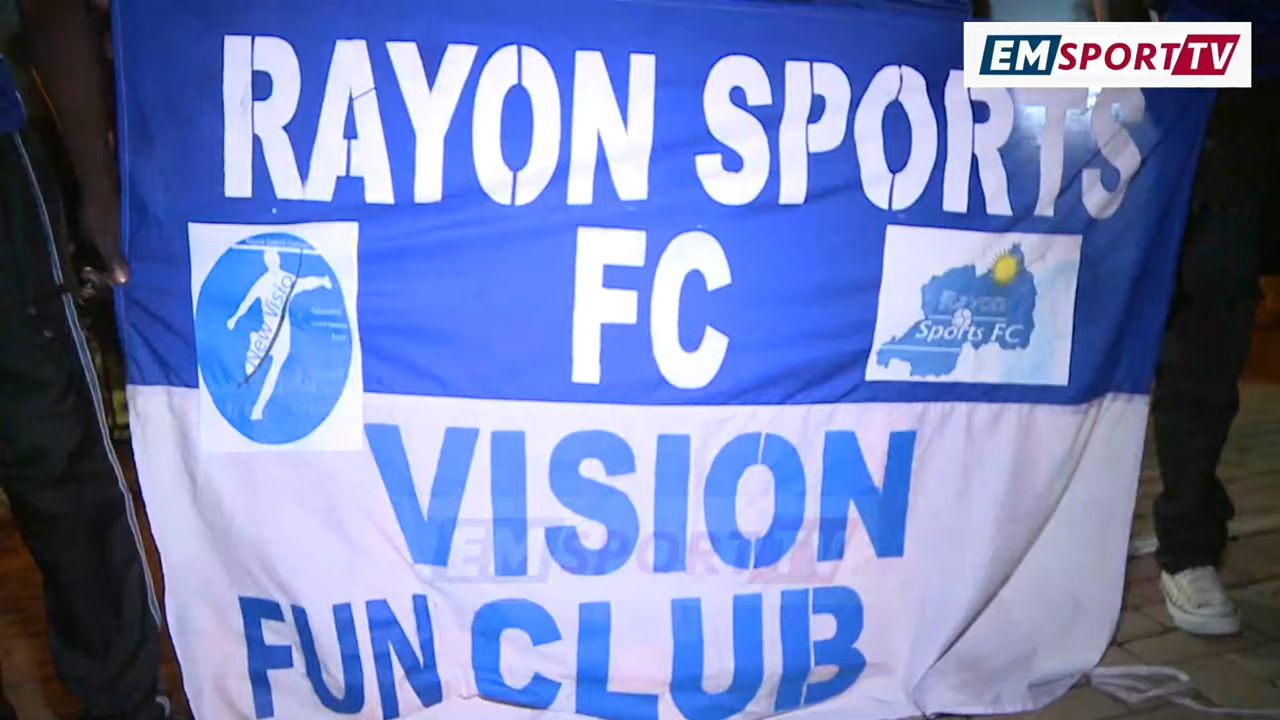 EMSPORTTV
RAYON SPORTS
FC
New Vision
Rayon
Sports FC
VISION
EMSPORTTV
FUN CLUB